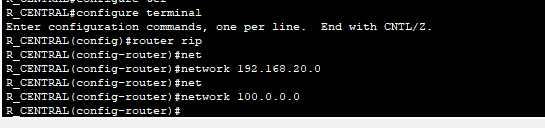 R_CENTRAL#configure terminal
Enter configuration commands, one per line.  End with CNTL/Z.
R_CENTRAL(config)#router rip
R_CENTRAL(config-router)#net
R_CENTRAL(config-router)#network 192.168.20.0
R_CENTRAL(config-router)#net
R_CENTRAL(config-router)#network 100.0.0.0
R_CENTRAL(config-router)#